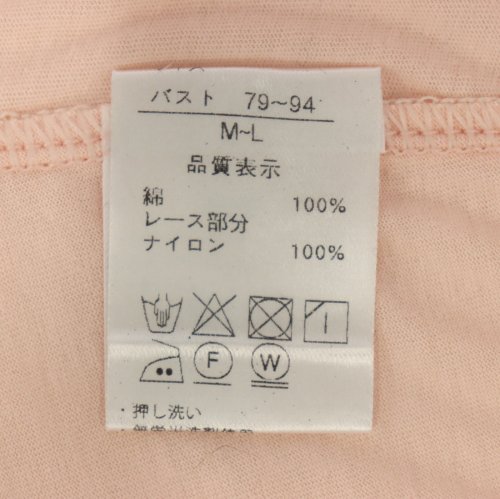 バスト 79~94
M~L
品質表示
綿 100%
レース部分
ナイロン 100%
F W
・押し洗い